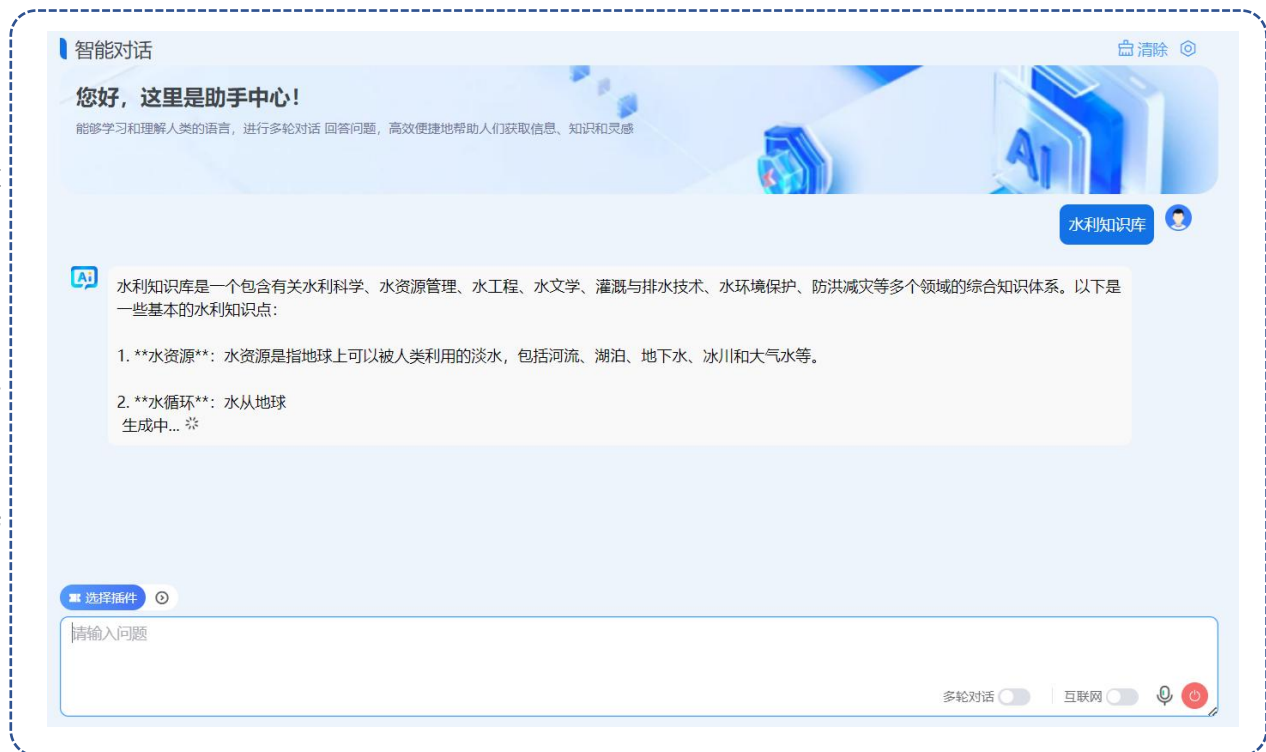 智能对话
清除
您好，这里是助手中心！
能够学习和理解人类的语言，进行多轮对话 回答问题，高效便捷地帮助人们获取信息、知识和灵感
AI
水利知识库
Ai
水利知识库是一个包含有关水利科学、水资源管理、水工程、水文学、灌溉与排水技术、水环境保护、防洪减灾等多个领域的综合知识体系。以下是
一些基本的水利知识点：
1. **水资源**：水资源是指地球上可以被人类利用的淡水，包括河流、湖泊、地下水、冰川和大气水等。
2. **水循环**：水从地球
生成中...
选择插件
请输入问题
多轮对话
互联网